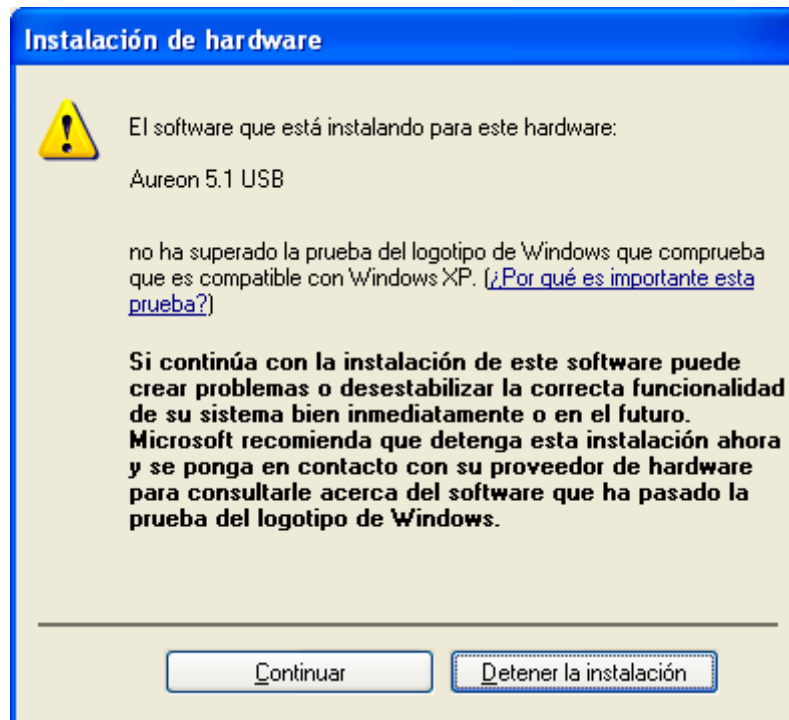 Instalación de hardware
El software que está instalando para este hardware:
Aureon 5.1 USB
no ha superado la prueba del logotipo de Windows que comprueba
que es compatible con Windows XP. (¿Por qué es importante esta
prueba?)
Si continúa con la instalación de este software puede
crear problemas o desestabilizar la correcta funcionalidad
de su sistema bien inmediatamente o en el futuro.
Microsoft recomienda que detenga esta instalación ahora
y se ponga en contacto con su proveedor de hardware
para consultarle acerca del software que ha pasado la
prueba del logotipo de Windows.
Continuar Detener la instalación